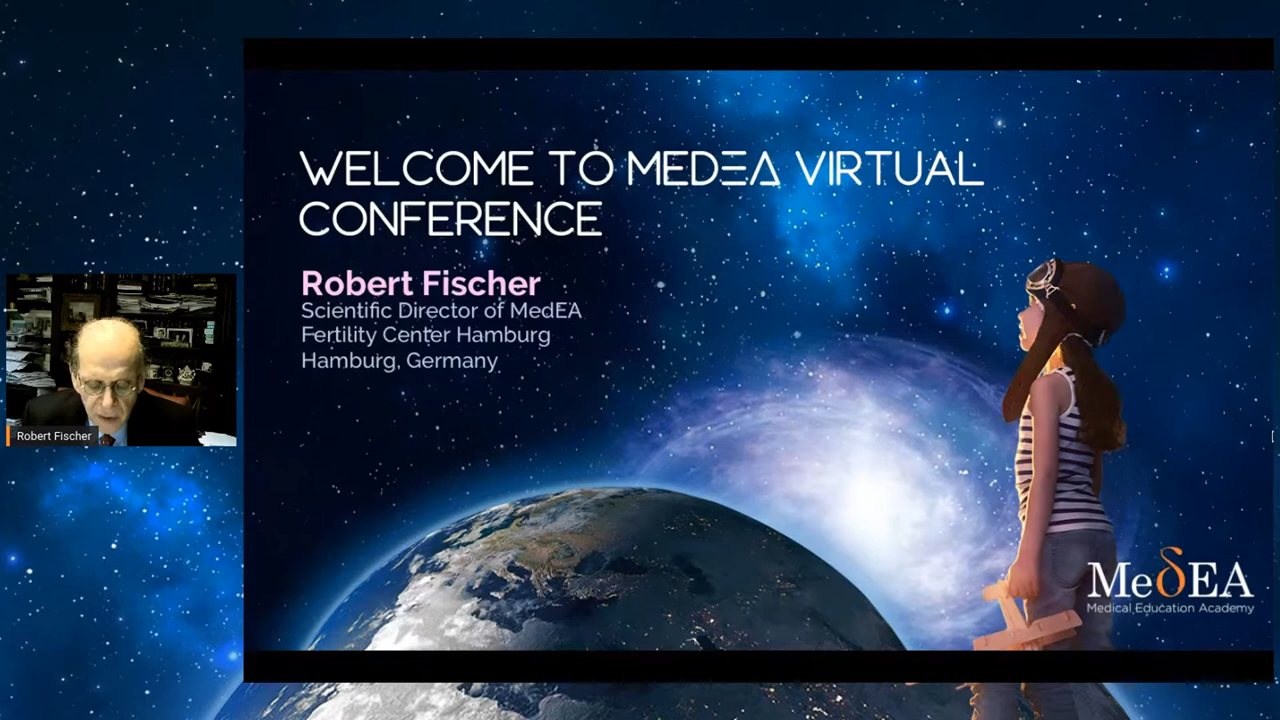 WELCOME TO MEDEA VIRTUAL
CONFERENCE
Robert Fischer
Scientific Director of MedEA
Fertility Center Hamburg
Hamburg, Germany
Robert Fischer
MeδEA
Medical Education Academy